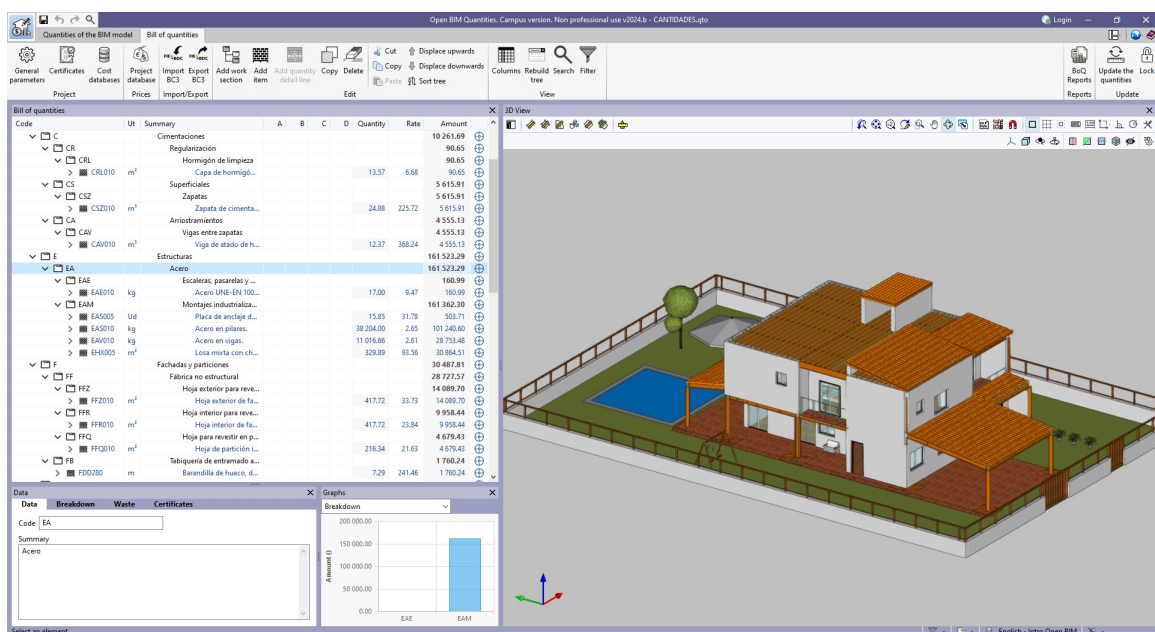 Open BIM Quantities. Campus version. Non professional use v2024.b - CANTIDADES.qto
Login
Quantities of the BIM model Bill of quantities
General parameters Certificates Cost databases Project database Import BC3 Export BC3 Add work section Add item Add quantity detail line Copy Delete
Cut Displace upwards
Copy Displace downwards
Paste Sort tree
Columns Rebuild tree Search Filter
BoQ Reports Update the quantities Lock
Project Prices Import/Export Edit View Reports Update
Bill of quantities
3D View
Code Ut Summary A B C D Quantity Rate Amount
C Cimentaciones 10 261.69
CR Regularización 90.65
CRL Hormigón de limpieza 90.65
CRL010 m² Capa de hormigó... 13.57 6.68 90.65
CS Superficiales 5 615.91
CSZ Zapatas 5 615.91
CSZ010 m³ Zapata de cimenta... 24.88 225.72 5 615.91
CA Arriostramientos 4 555.13
CAV Vigas entre zapatas 4 555.13
CAV010 m³ Viga de atado de h... 12.37 368.24 4 555.13
E Estructuras 161 523.29
EA Acero 161 523.29
EAE Escaleras, pasarelas y ... 160.99
EAE010 kg Acero UNE-EN 100... 17.00 9.47 160.99
EAM Montajes industrializa... 161 362.30
EAS005 Ud Placa de anclaje d... 15.85 31.78 503.71
EAS010 kg Acero en pilares. 38 204.00 2.65 101 240.60
EAV010 kg Acero en vigas. 11 016.66 2.61 28 753.48
EHX005 m² Losa mixta con ch... 329.89 93.56 30 864.51
F Fachadas y particiones 30 487.81
FF Fábrica no estructural 28 727.57
FFZ Hoja exterior para reve... 14 089.70
FFZ010 m² Hoja exterior de fa... 417.72 33.73 14 089.70
FFR Hoja interior para reve... 9 958.44
FFR010 m² Hoja interior de fa... 417.72 23.84 9 958.44
FFQ Hoja para revestir en p... 4 679.43
FFQ010 m² Hoja de partición i... 216.34 21.63 4 679.43
FB Tabiquería de entramado a... 1 760.24
FDD280 m Barandilla de hueco, d... 7.29 241.46 1 760.24
Data
Graphs
Data Breakdown Waste Certificates
Breakdown
Code EA
Summary
Acero
Amount ()
200 000.00
150 000.00
100 000.00
50 000.00
0.00
EAE EAM
Select an element
English - Intro Open BIM